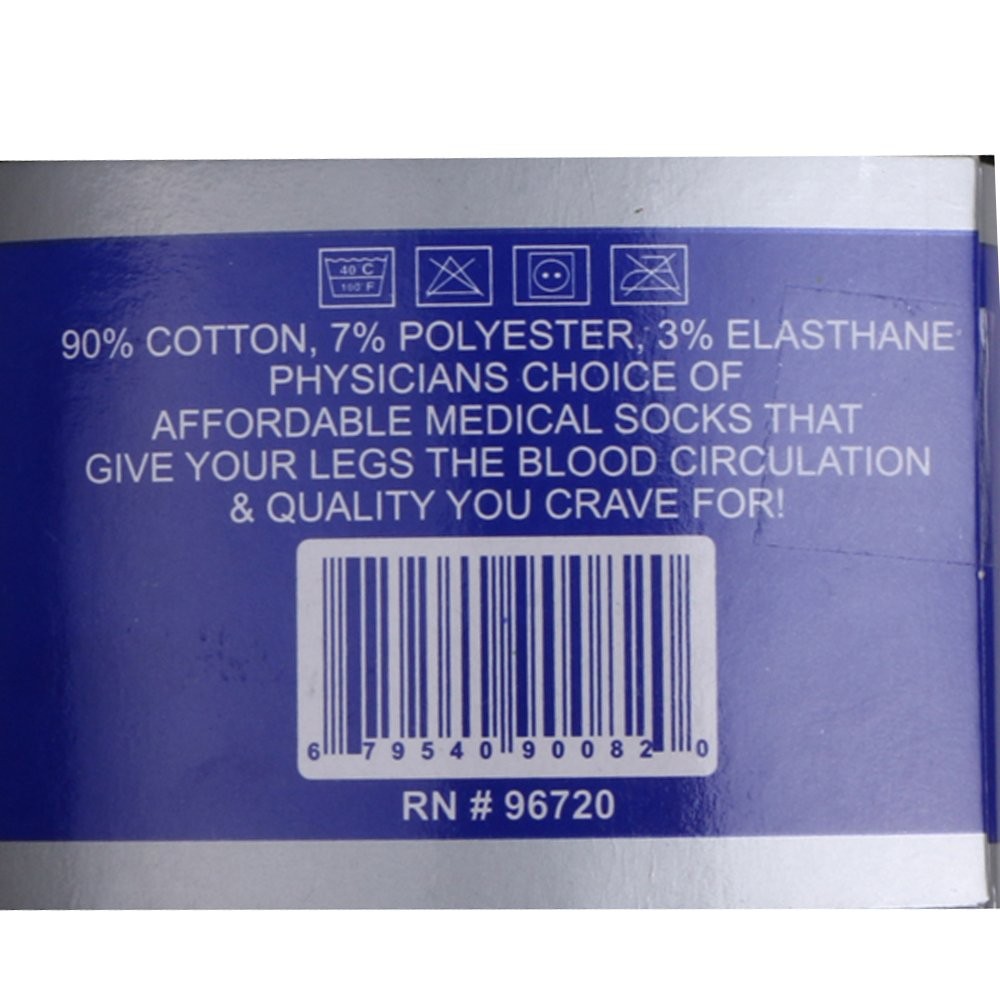 40 C
100 F
90% COTTON, 7% POLYESTER, 3% ELASTHANE
PHYSICIANS CHOICE OF
AFFORDABLE MEDICAL SOCKS THAT
GIVE YOUR LEGS THE BLOOD CIRCULATION
& QUALITY YOU CRAVE FOR!
6 79540 90082 0
RN # 96720